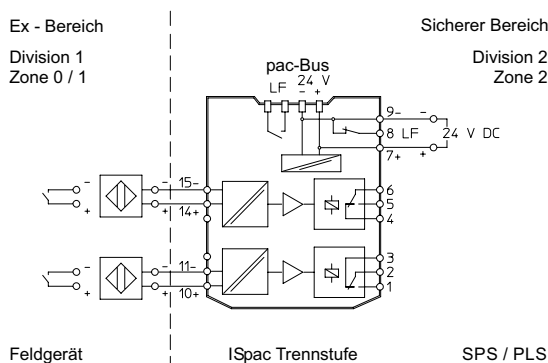 Ex - Bereich
Sicherer Bereich
Division 1
Zone 0 / 1
Division 2
Zone 2
pac-Bus
LF
24 V
- +
9-
-
8 LF
24 V DC
7+
+
-
-
15-
+
+
14+
6
5
4
-
-
11-
+
+
10+
3
2
1
Feldgerät
ISpac Trennstufe
SPS / PLS